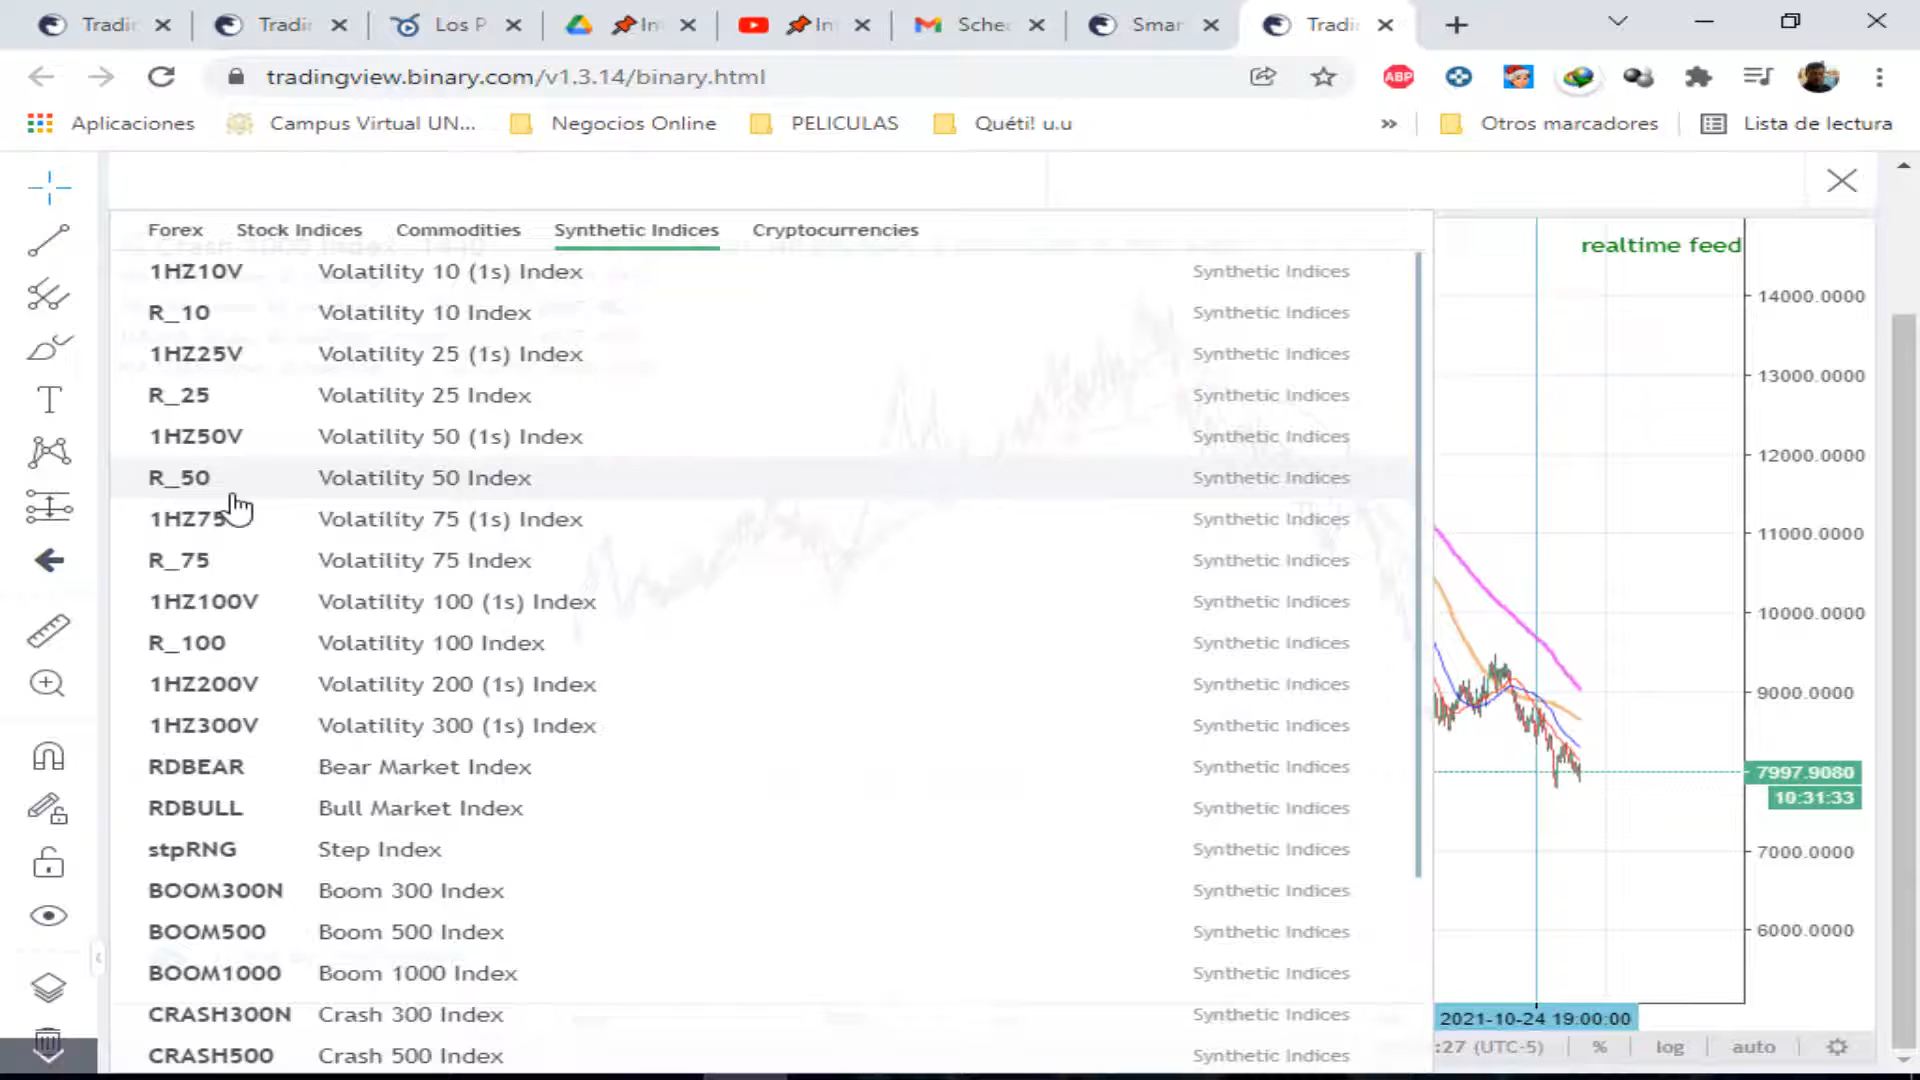 Tradin
Tradin
Los P
In
In
Sche
Smar
Tradin
tradingview.binary.com/v1.3.14/binary.html
ABP
Aplicaciones
Campus Virtual UN...
Negocios Online
PELICULAS
Quéti! u.u
»
Otros marcadores
Lista de lectura
Forex Stock Indices Commodities Synthetic Indices Cryptocurrencies
realtime feed
1HZ10V Volatility 10 (1s) Index Synthetic Indices
R_10 Volatility 10 Index Synthetic Indices
1HZ25V Volatility 25 (1s) Index Synthetic Indices
R_25 Volatility 25 Index Synthetic Indices
1HZ50V Volatility 50 (1s) Index Synthetic Indices
R_50 Volatility 50 Index Synthetic Indices
1HZ75 Volatility 75 (1s) Index Synthetic Indices
R_75 Volatility 75 Index Synthetic Indices
1HZ100V Volatility 100 (1s) Index Synthetic Indices
R_100 Volatility 100 Index Synthetic Indices
1HZ200V Volatility 200 (1s) Index Synthetic Indices
1HZ300V Volatility 300 (1s) Index Synthetic Indices
RDBEAR Bear Market Index Synthetic Indices
RDBULL Bull Market Index Synthetic Indices
stpRNG Step Index Synthetic Indices
BOOM300N Boom 300 Index Synthetic Indices
BOOM500 Boom 500 Index Synthetic Indices
BOOM1000 Boom 1000 Index Synthetic Indices
CRASH300N Crash 300 Index Synthetic Indices
CRASH500 Crash 500 Index Synthetic Indices
14000.0000
13000.0000
12000.0000
11000.0000
10000.0000
9000.0000
7997.9080
10:31:33
7000.0000
6000.0000
2021-10-24 19:00:00
:27 (UTC-5) % log auto